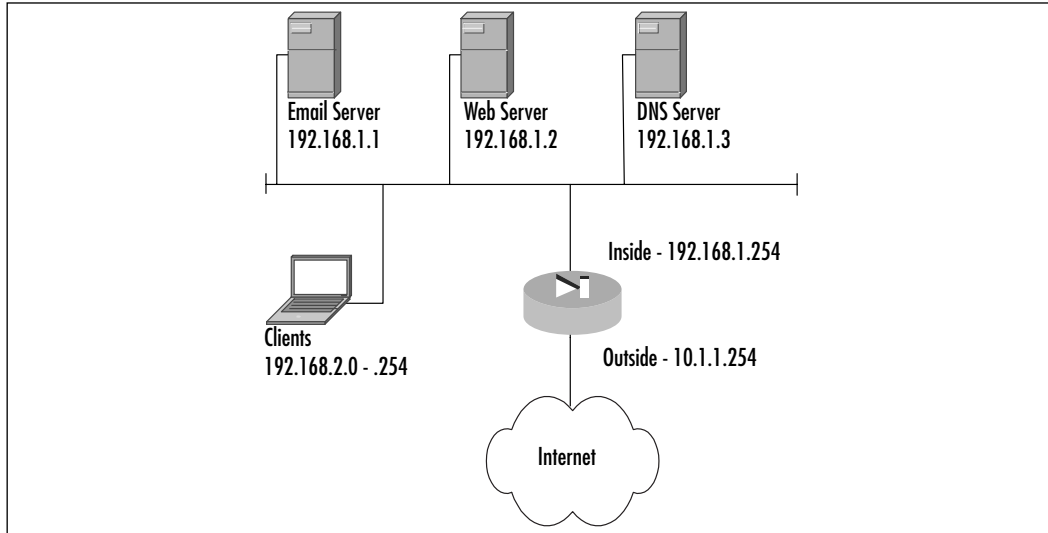 Email Server
192.168.1.1
Web Server
192.168.1.2
DNS Server
192.168.1.3
Inside - 192.168.1.254
Clients
192.168.2.0 - .254
Outside - 10.1.1.254
Internet